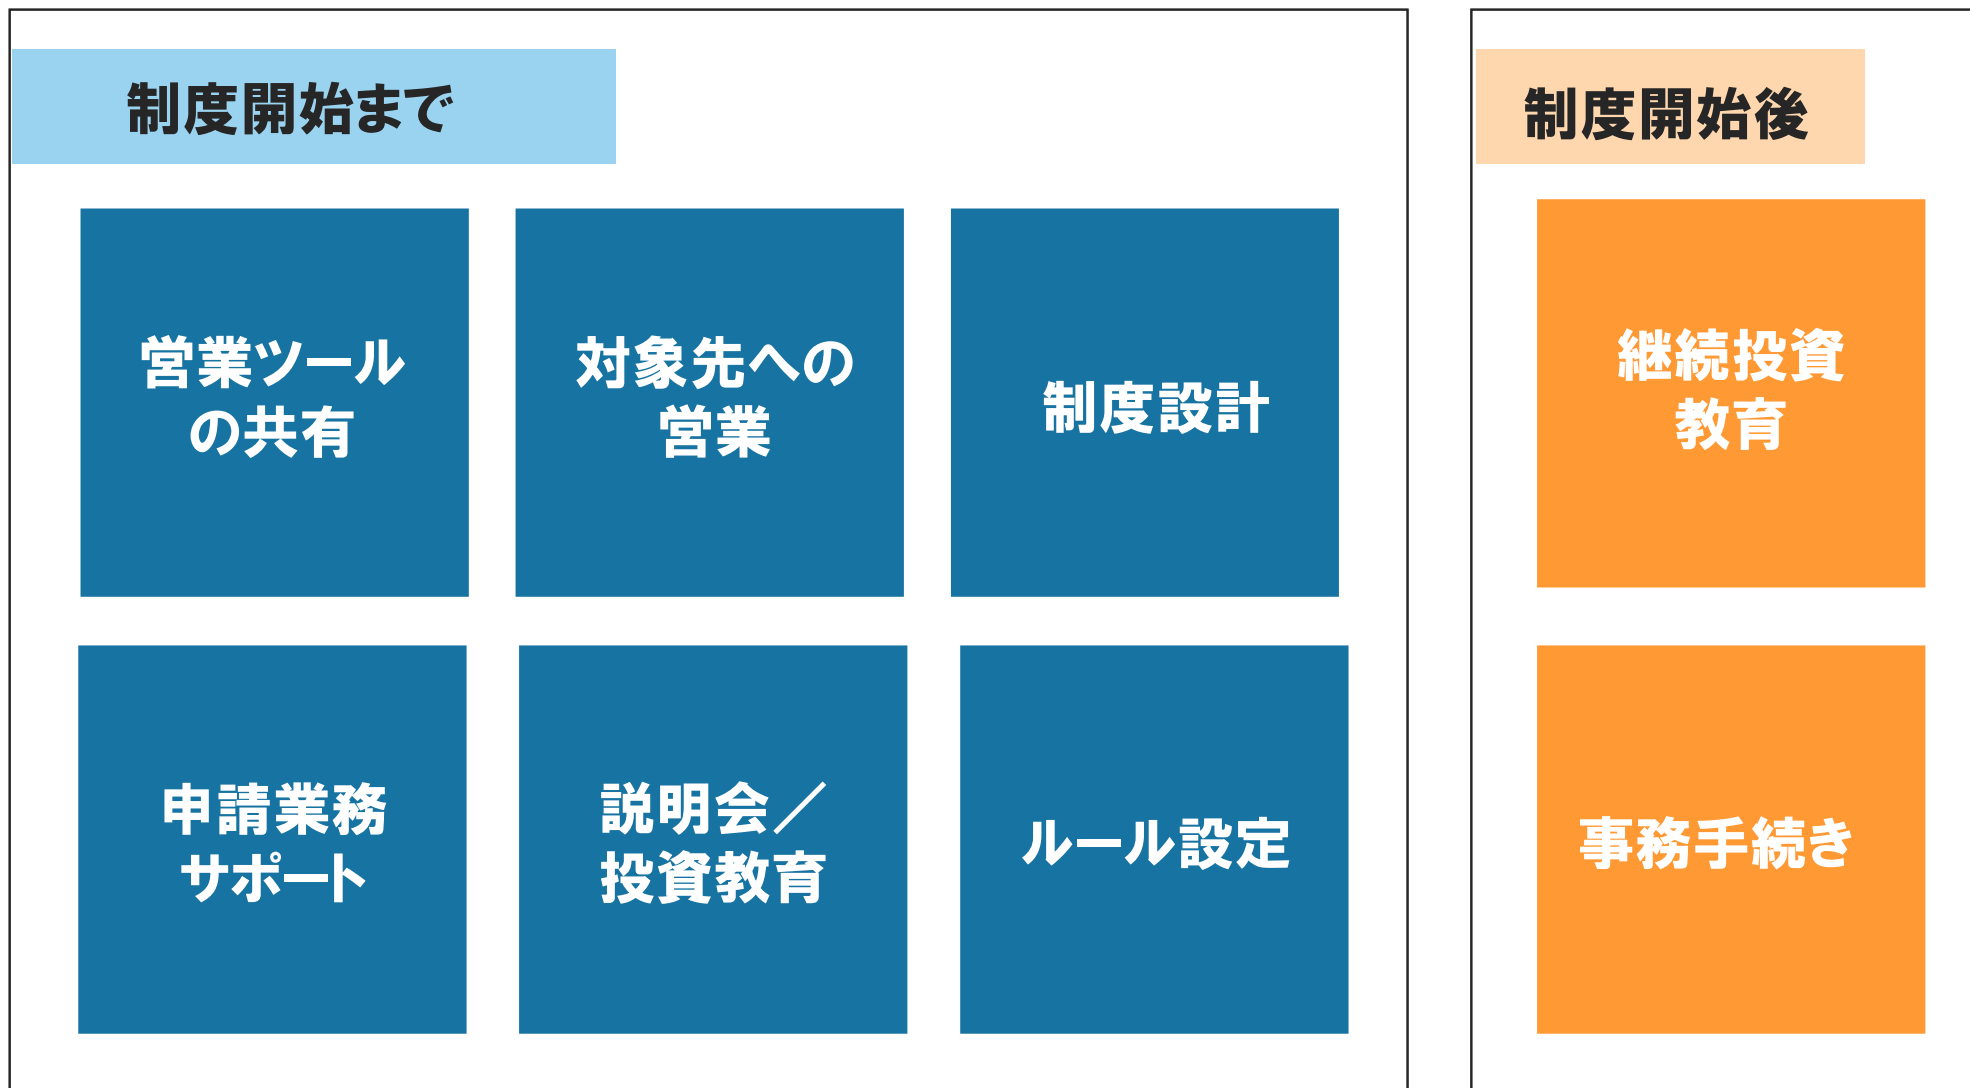 制度開始まで
営業ツール
の共有
対象先への
営業
制度設計
申請業務
サポート
説明会／
投資教育
ルール設定
制度開始後
継続投資
教育
事務手続き